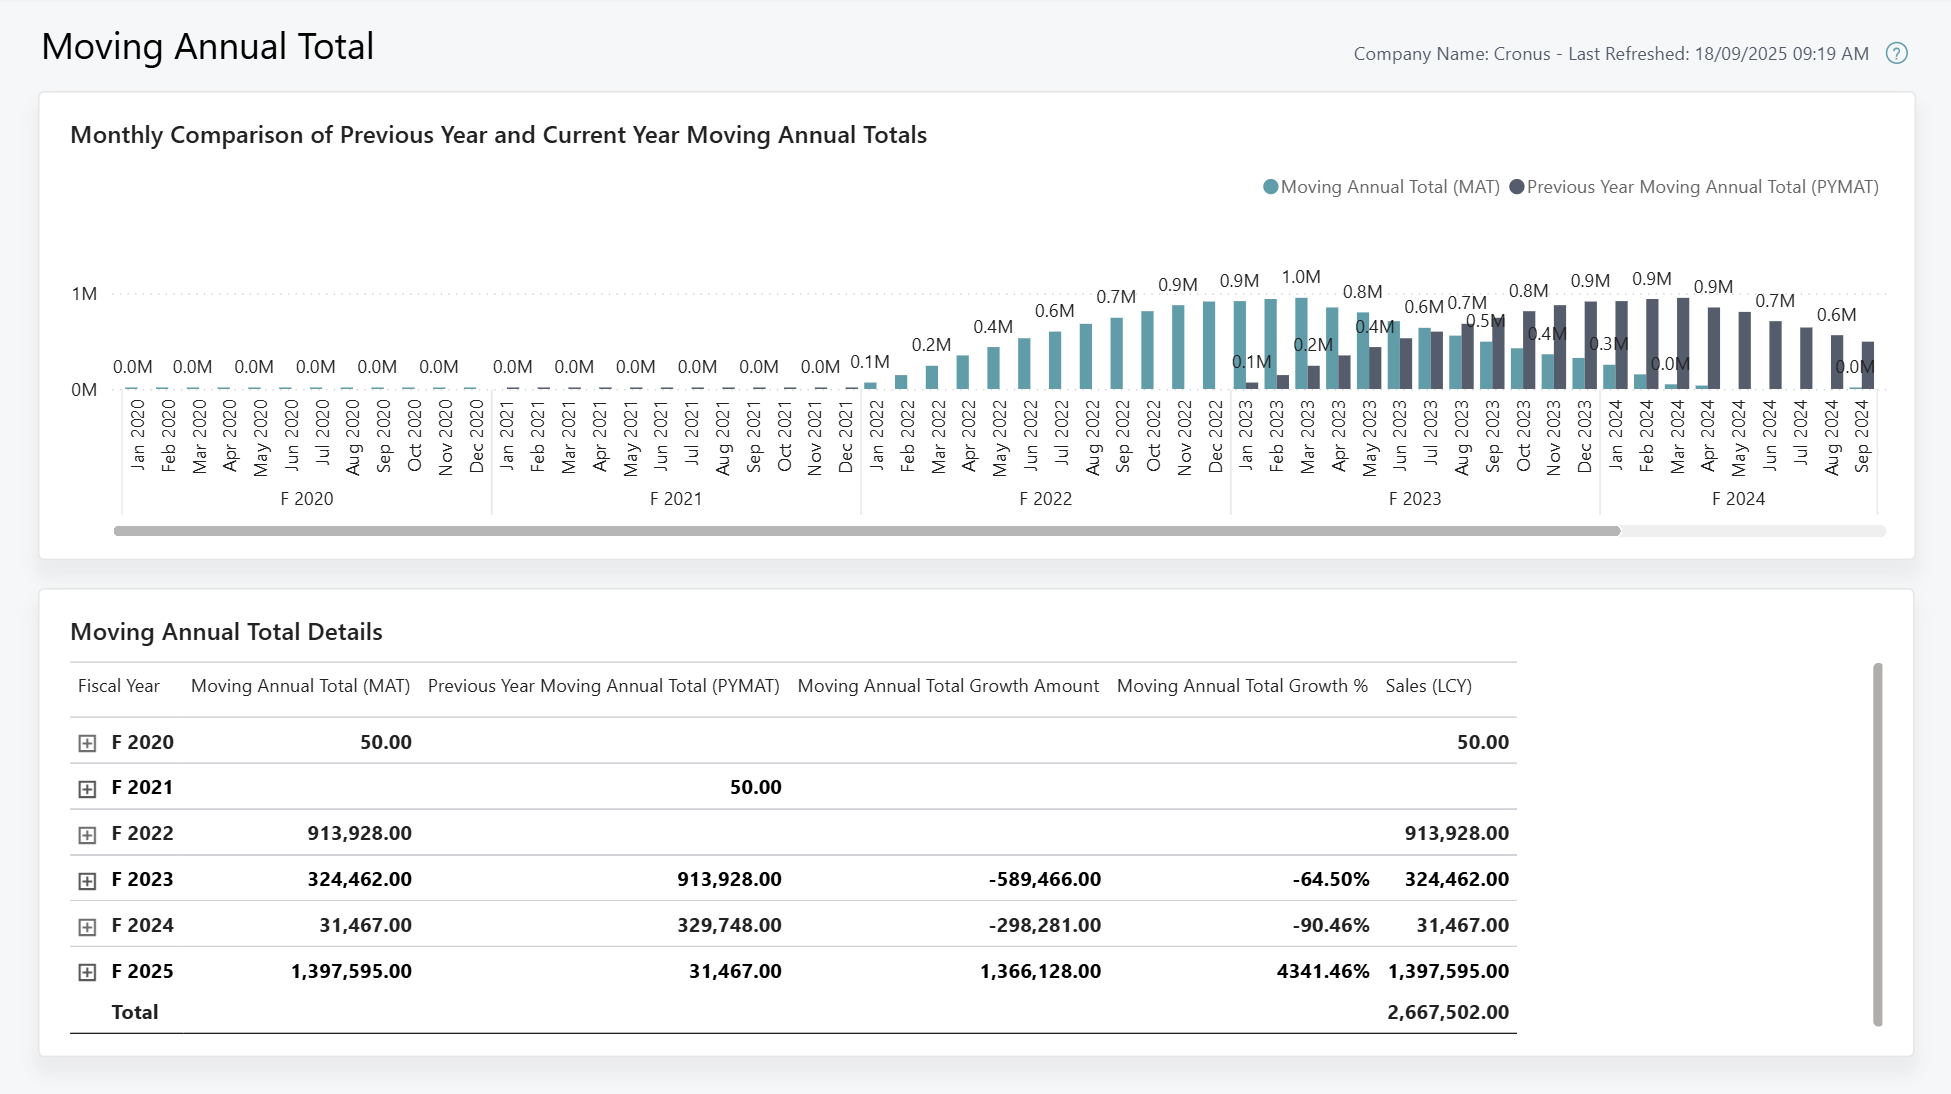 Moving Annual Total
Company Name: Cronus - Last Refreshed: 18/09/2025 09:19 AM ?
Monthly Comparison of Previous Year and Current Year Moving Annual Totals
Moving Annual Total (MAT) Previous Year Moving Annual Total (PYMAT)
1M
0M
0.0M 0.0M 0.0M 0.0M 0.0M 0.0M 0.0M 0.0M 0.0M 0.0M 0.0M 0.0M 0.1M 0.2M 0.4M 0.6M 0.7M 0.9M 0.9M 1.0M 0.8M 0.6M 0.5M 0.4M 0.3M 0.0M 0.0M
0.1M 0.2M 0.4M 0.7M 0.8M 0.9M 0.9M 0.9M 0.7M 0.6M
Jan 2020 Feb 2020 Mar 2020 Apr 2020 May 2020 Jun 2020 Jul 2020 Aug 2020 Sep 2020 Oct 2020 Nov 2020 Dec 2020 Jan 2021 Feb 2021 Mar 2021 Apr 2021 May 2021 Jun 2021 Jul 2021 Aug 2021 Sep 2021 Oct 2021 Nov 2021 Dec 2021 Jan 2022 Feb 2022 Mar 2022 Apr 2022 May 2022 Jun 2022 Jul 2022 Aug 2022 Sep 2022 Oct 2022 Nov 2022 Dec 2022 Jan 2023 Feb 2023 Mar 2023 Apr 2023 May 2023 Jun 2023 Jul 2023 Aug 2023 Sep 2023 Oct 2023 Nov 2023 Dec 2023 Jan 2024 Feb 2024 Mar 2024 Apr 2024 May 2024 Jun 2024 Jul 2024 Aug 2024 Sep 2024
F 2020 F 2021 F 2022 F 2023 F 2024
Moving Annual Total Details
Fiscal Year Moving Annual Total (MAT) Previous Year Moving Annual Total (PYMAT) Moving Annual Total Growth Amount Moving Annual Total Growth % Sales (LCY)
F 2020 50.00 50.00
F 2021 50.00
F 2022 913,928.00 913,928.00
F 2023 324,462.00 913,928.00 -589,466.00 -64.50% 324,462.00
F 2024 31,467.00 329,748.00 -298,281.00 -90.46% 31,467.00
F 2025 1,397,595.00 31,467.00 1,366,128.00 4341.46% 1,397,595.00
Total 2,667,502.00